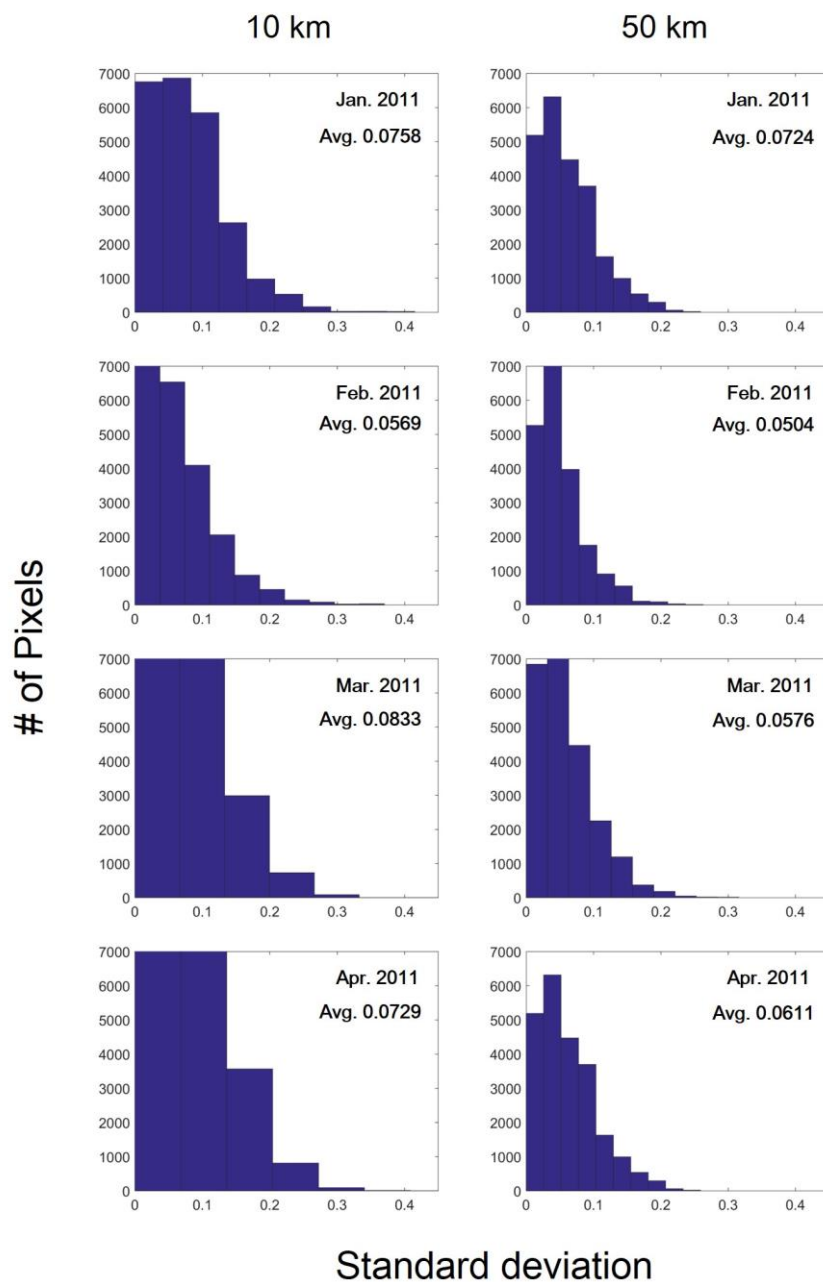 10 km
50 km
# of Pixels
7000
6000
5000
4000
3000
2000
1000
0
0 0.1 0.2 0.3 0.4
Jan. 2011
Avg. 0.0758
7000
6000
5000
4000
3000
2000
1000
0
0 0.1 0.2 0.3 0.4
Jan. 2011
Avg. 0.0724
7000
6000
5000
4000
3000
2000
1000
0
0 0.1 0.2 0.3 0.4
Feb. 2011
Avg. 0.0569
7000
6000
5000
4000
3000
2000
1000
0
0 0.1 0.2 0.3 0.4
Feb. 2011
Avg. 0.0504
7000
6000
5000
4000
3000
2000
1000
0
0 0.1 0.2 0.3 0.4
Mar. 2011
Avg. 0.0833
7000
6000
5000
4000
3000
2000
1000
0
0 0.1 0.2 0.3 0.4
Mar. 2011
Avg. 0.0576
7000
6000
5000
4000
3000
2000
1000
0
0 0.1 0.2 0.3 0.4
Apr. 2011
Avg. 0.0729
7000
6000
5000
4000
3000
2000
1000
0
0 0.1 0.2 0.3 0.4
Apr. 2011
Avg. 0.0611
Standard deviation